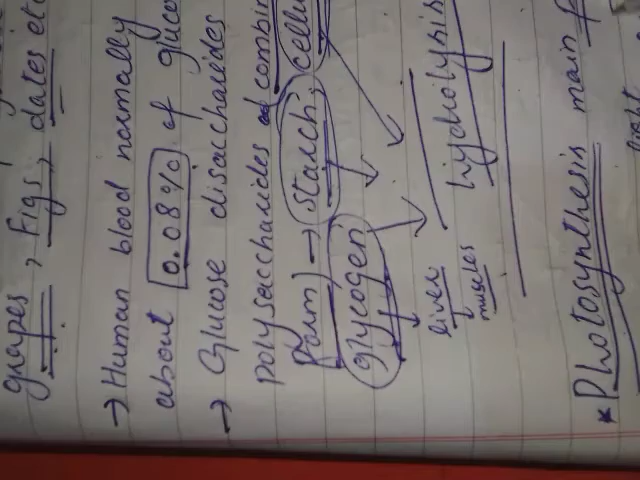 grapes, Figs, dates etc
→ Human blood normally
about 0.08% of gluco
→ Glucose disaccharides
polysaccharides combin
form) → starch, cellu
glycogen
liver hydrolysis
muscles
* Photosynthesis main